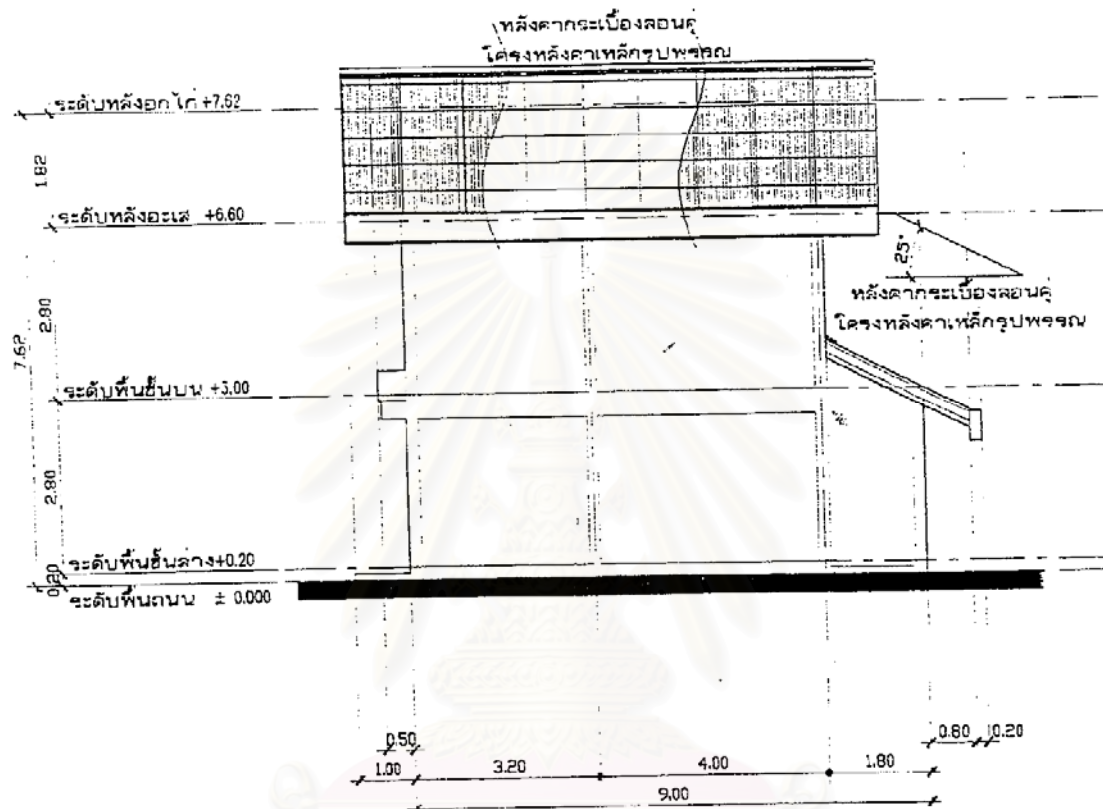 หลังคากระเบื้องลอนคู่
โครงหลังคาเหล็กรูปพรรณ
ระดับหลังอกไก่ +7.62
1.82
ระดับหลังอะเส +6.60
25°
หลังคากระเบื้องลอนคู่
โครงหลังคาเหล็กรูปพรรณ
2.80
7.62
ระดับพื้นชั้นบน +3.00
2.80
ระดับพื้นชั้นล่าง+0.20
0.20
ระดับพื้นถนน ± 0.000
0.50
0.80
0.20
1.00
3.20
4.00
1.80
9.00